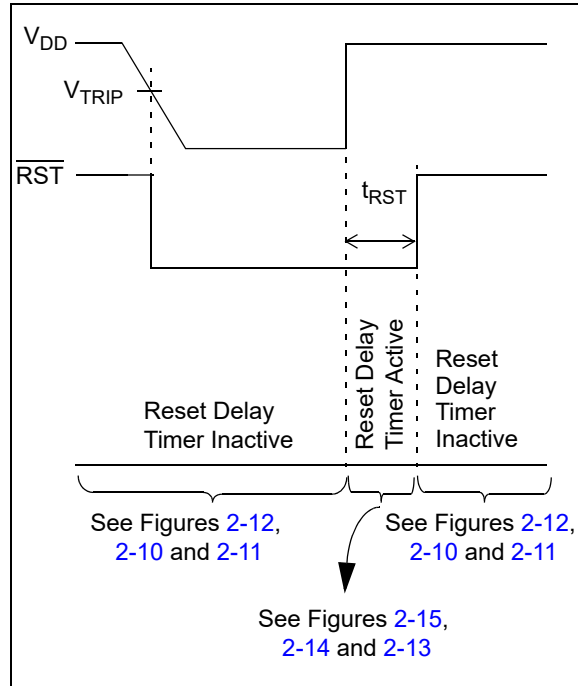 VDD
VTRIP
RST
tRST
Reset Delay
Timer Inactive
Reset Delay
Timer Active
Reset
Delay
Timer
Inactive
See Figures 2-12,
2-10 and 2-11
See Figures 2-12,
2-10 and 2-11
See Figures 2-15,
2-14 and 2-13